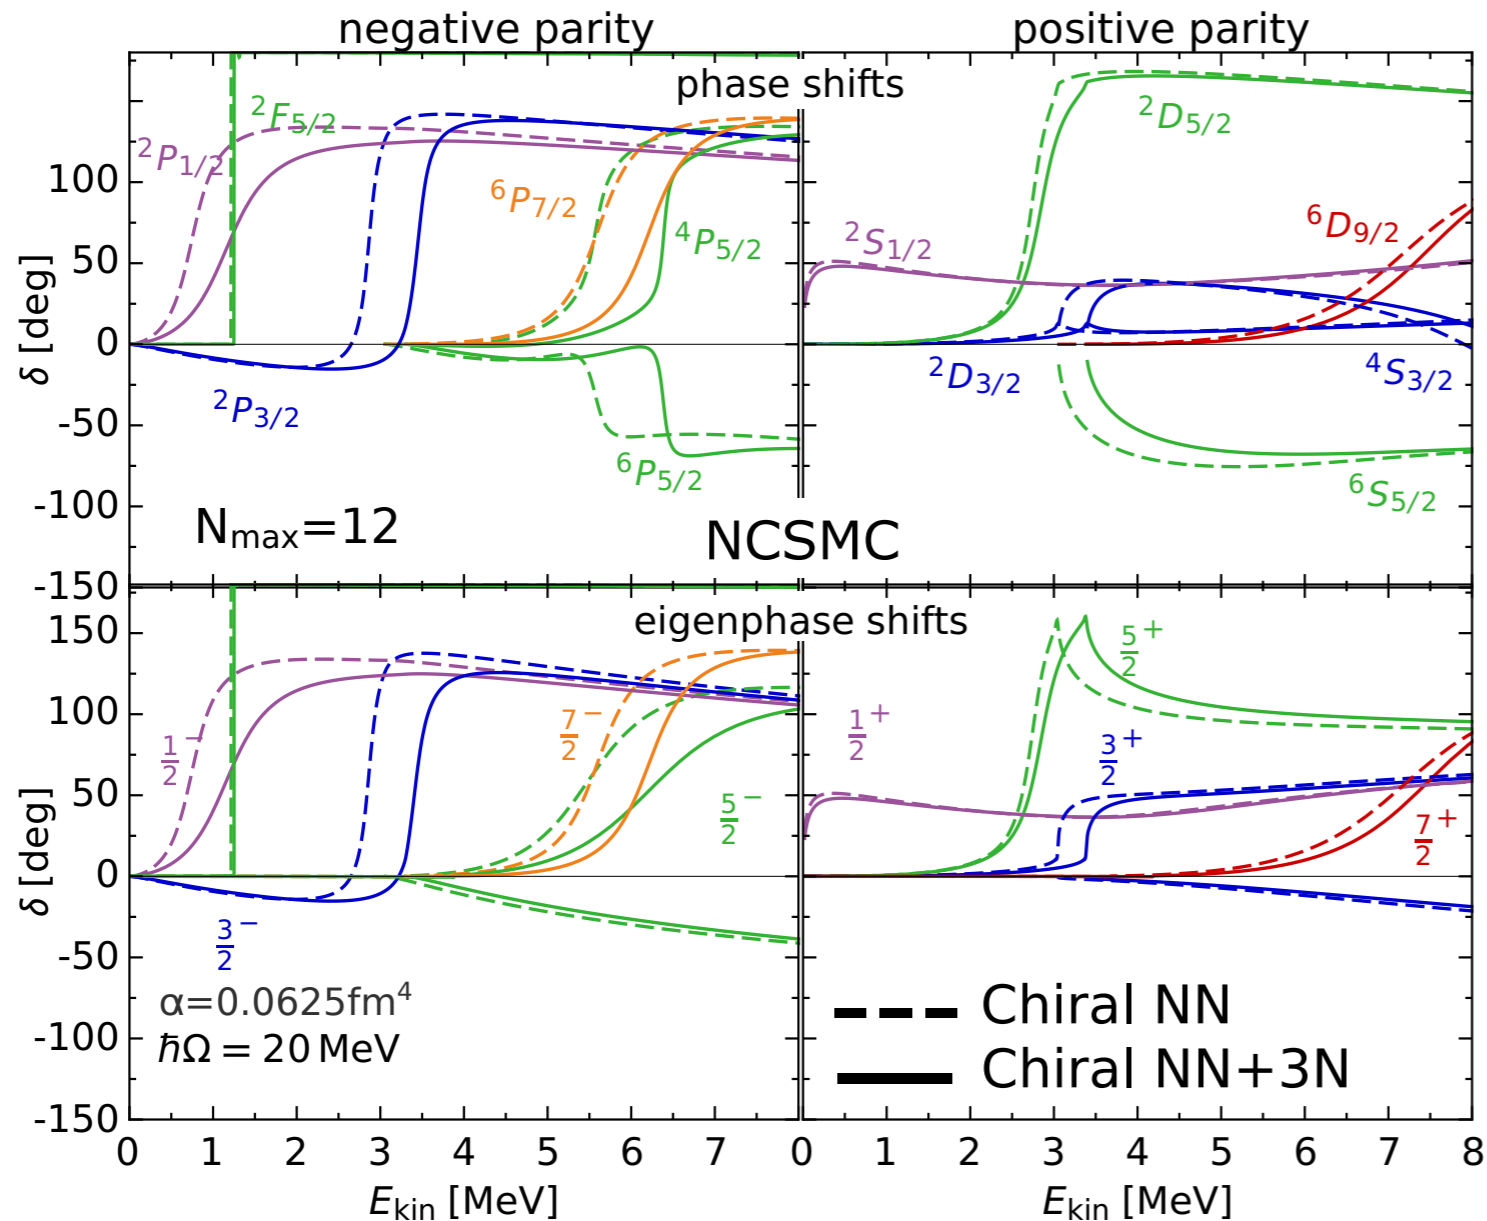 negative parity
positive parity
phase shifts
δ [deg]
100
50
0
-50
-100
-150
²F₅/₂
²P₁/₂
⁶P₇/₂
⁴P₅/₂
²P₃/₂
⁶P₅/₂
N_max=12
NCSMC
²D₅/₂
²S₁/₂
⁶D₉/₂
²D₃/₂
⁴S₃/₂
⁶S₅/₂
eigenphase shifts
δ [deg]
150
100
50
0
-50
-100
-150
1/2⁻
7/2⁻
5/2⁻
3/2⁻
α=0.0625fm⁴
ħΩ = 20 MeV
5/2⁺
1/2⁺
3/2⁺
7/2⁺
Chiral NN
Chiral NN+3N
0 1 2 3 4 5 6 7 0 1 2 3 4 5 6 7 8
E_kin [MeV]
E_kin [MeV]